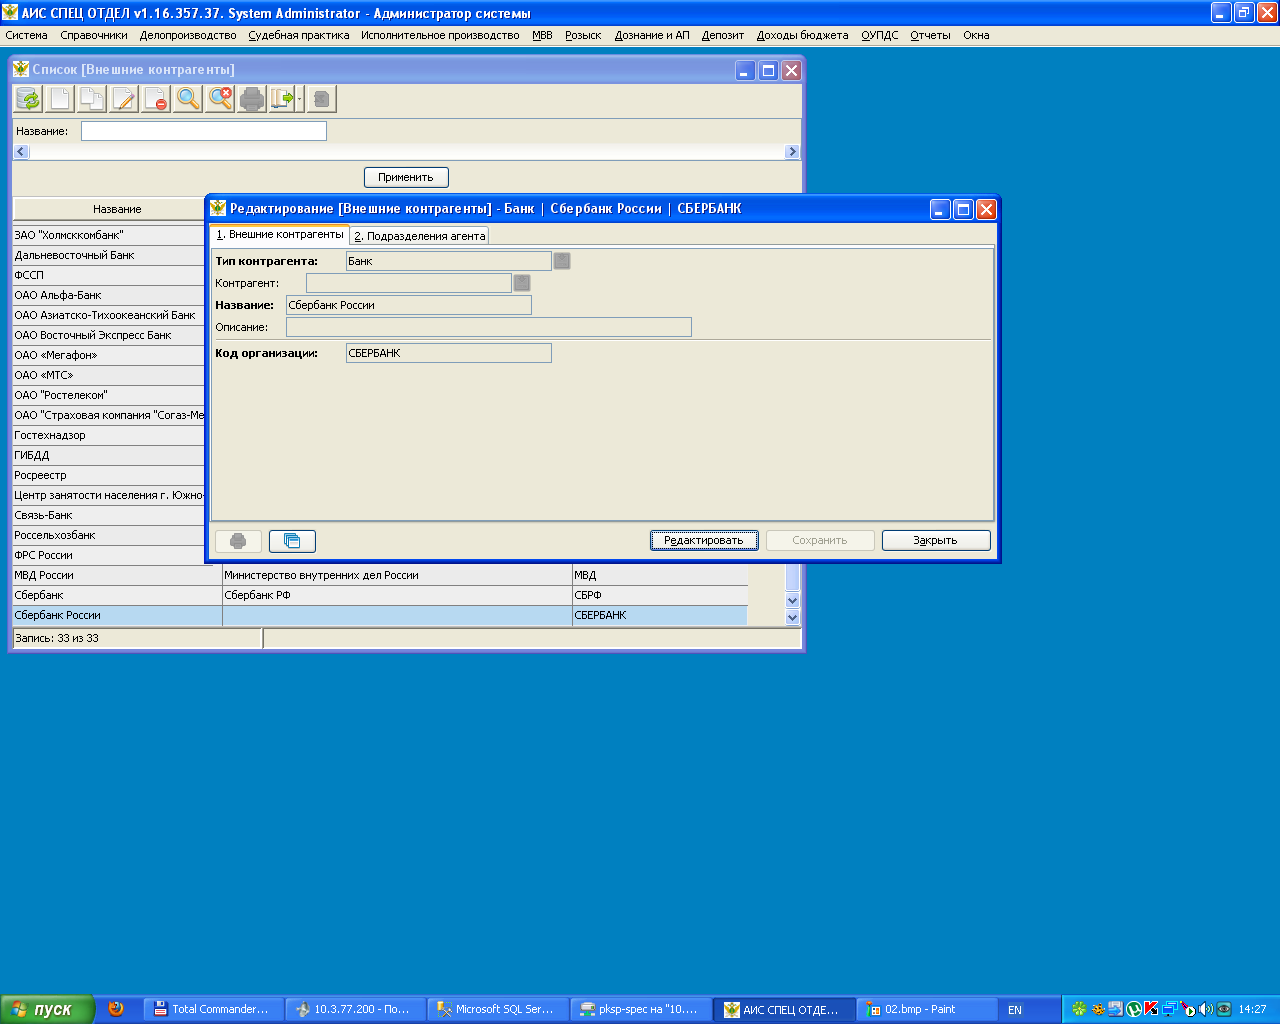 АИС СПЕЦ ОТДЕЛ v1.16.357.37. System Administrator - Администратор системы
Система Справочники Делопроизводство Судебная практика Исполнительное производство МВВ Розыск Дознание и АП Депозит Доходы бюджета ОУПДС Отчеты Окна
Список [Внешние контрагенты]
Название:
Применить
Название
ЗАО "Холмсккомбанк"
Дальневосточный Банк
ФССП
ОАО Альфа-Банк
ОАО Азиатско-Тихоокеанский Банк
ОАО Восточный Экспресс Банк
ОАО «Мегафон»
ОАО «МТС»
ОАО "Ростелеком"
ОАО "Страховая компания "Согаз-Ме
Гостехнадзор
ГИБДД
Росреестр
Центр занятости населения г. Южно-
Связь-Банк
Россельхозбанк
ФРС России
МВД России Министерство внутренних дел России МВД
Сбербанк Сбербанк РФ СБРФ
Сбербанк России СБЕРБАНК
Запись: 33 из 33
Редактирование [Внешние контрагенты] - Банк | Сбербанк России | СБЕРБАНК
1. Внешние контрагенты 2. Подразделения агента
Тип контрагента: Банк
Контрагент:
Название: Сбербанк России
Описание:
Код организации: СБЕРБАНК
Редактировать Сохранить Закрыть
пуск Total Commander... 10.3.77.200 - По... Microsoft SQL Ser... pksp-spec на "10.... АИС СПЕЦ ОТДЕ... 02.bmp - Paint EN 14:27